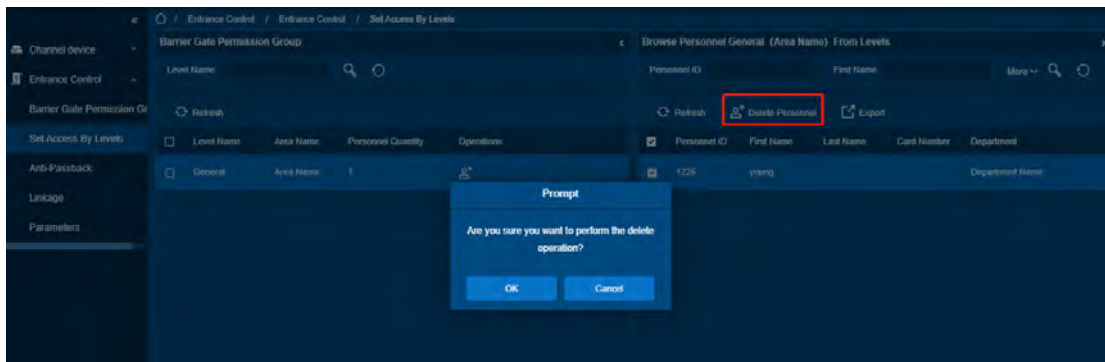 « / Entrance Control / Entrance Control / Set Access By Levels
Channel device
Entrance Control
Barrier Gate Permission Gr
Set Access By Levels
Anti-Passback
Linkage
Parameters
Barrier Gate Permission Group
Level Name
Refresh
Level Name Area Name Personnel Quantity Operations
General Area Name 1
Browse Personnel General (Area Name) From Levels
Personnel ID First Name More
Refresh Delete Personnel Export
Personnel ID First Name Last Name Card Number Department
1226 young Department Name
Prompt
Are you sure you want to perform the delete
operation?
OK Cancel